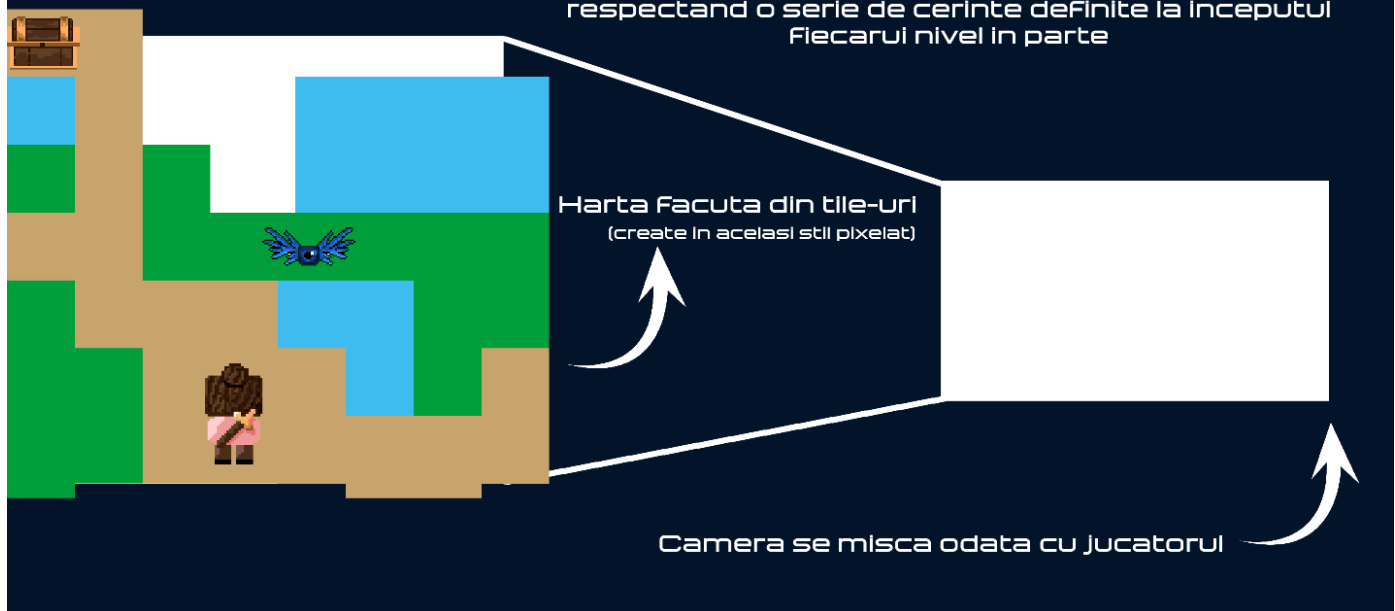 respectand o serie de cerinte definite la inceputul
fiecarui nivel in parte
Harta facuta din tile-uri
(create in acelasi stil pixelat)
Camera se misca odata cu jucatorul